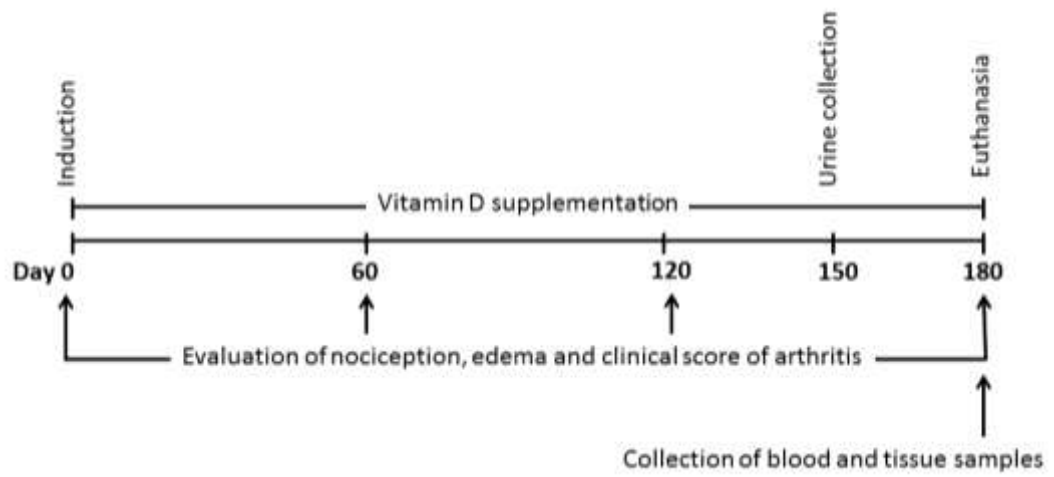 Induction
Urine collection
Euthanasia
Vitamin D supplementation
Day 0 60 120 150 180
Evaluation of nociception, edema and clinical score of arthritis
Collection of blood and tissue samples